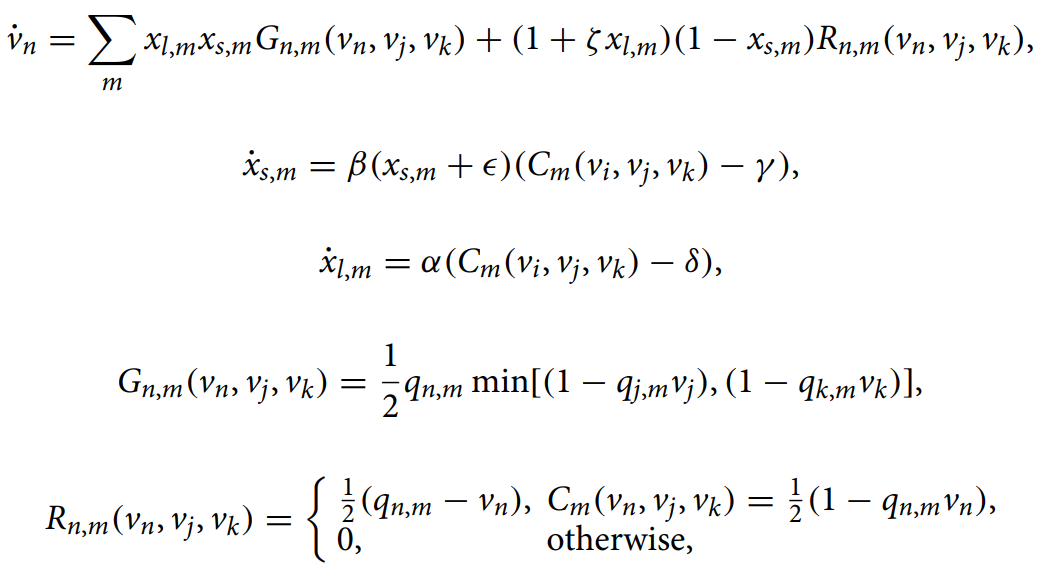 v̇ₙ = ∑ₘ x_{l,m}x_{s,m}G_{n,m}(v_n, v_j, v_k) + (1 + ζx_{l,m})(1 − x_{s,m})R_{n,m}(v_n, v_j, v_k),
ẋ_{s,m} = β(x_{s,m} + ϵ)(C_m(v_i, v_j, v_k) − γ),
ẋ_{l,m} = α(C_m(v_i, v_j, v_k) − δ),
G_{n,m}(v_n, v_j, v_k) = ½ q_{n,m} min[(1 − q_{j,m}v_j), (1 − q_{k,m}v_k)],
R_{n,m}(v_n, v_j, v_k) = { ½(q_{n,m} − v_n), C_m(v_n, v_j, v_k) = ½(1 − q_{n,m}v_n),
0, otherwise,